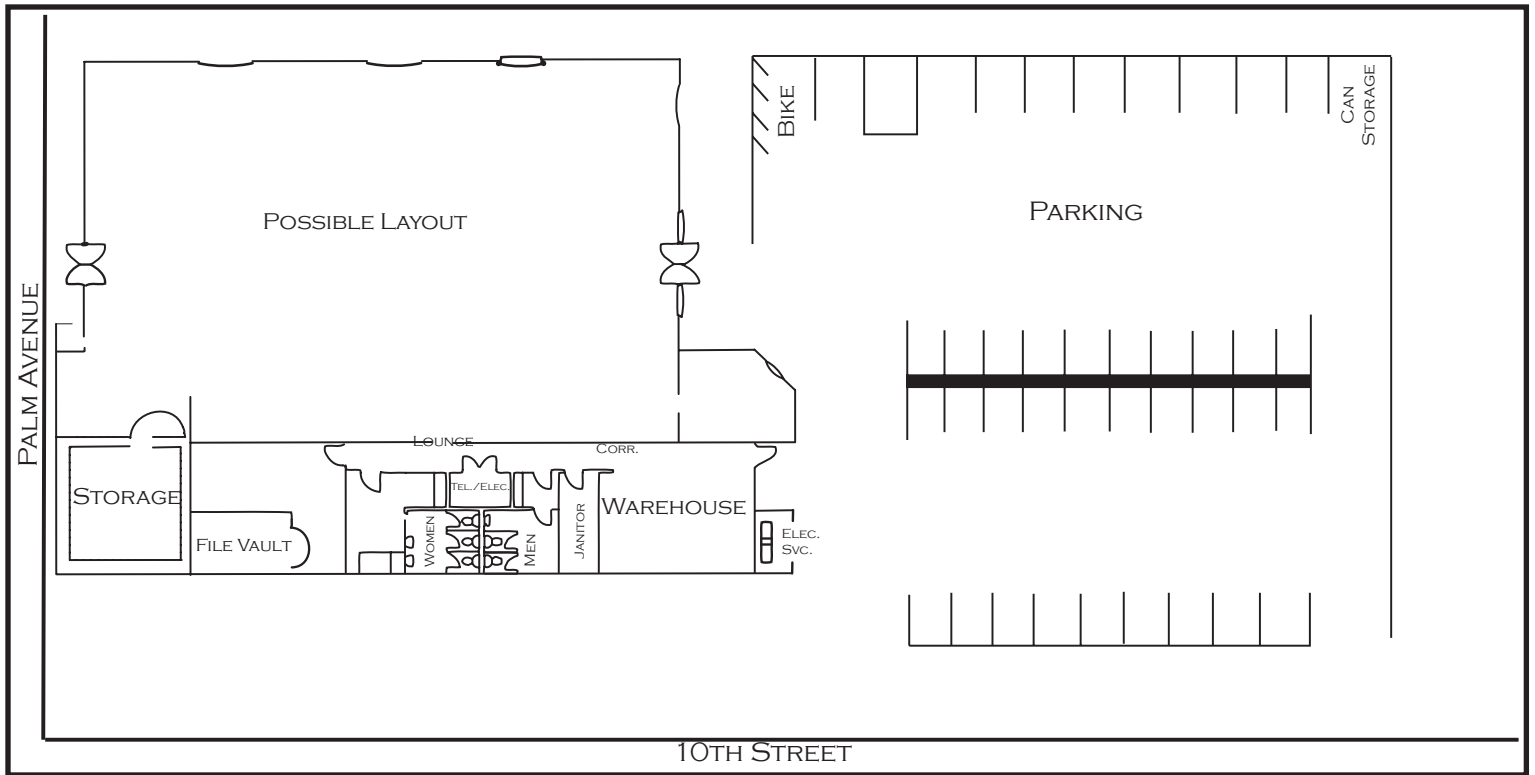 BIKE
CAN
STORAGE
POSSIBLE LAYOUT
PARKING
PALM AVENUE
LOUNGE
CORR.
STORAGE
TEL./ELEC.
WAREHOUSE
FILE VAULT
WOMEN
MEN
JANITOR
ELEC.
SVC.
10TH STREET